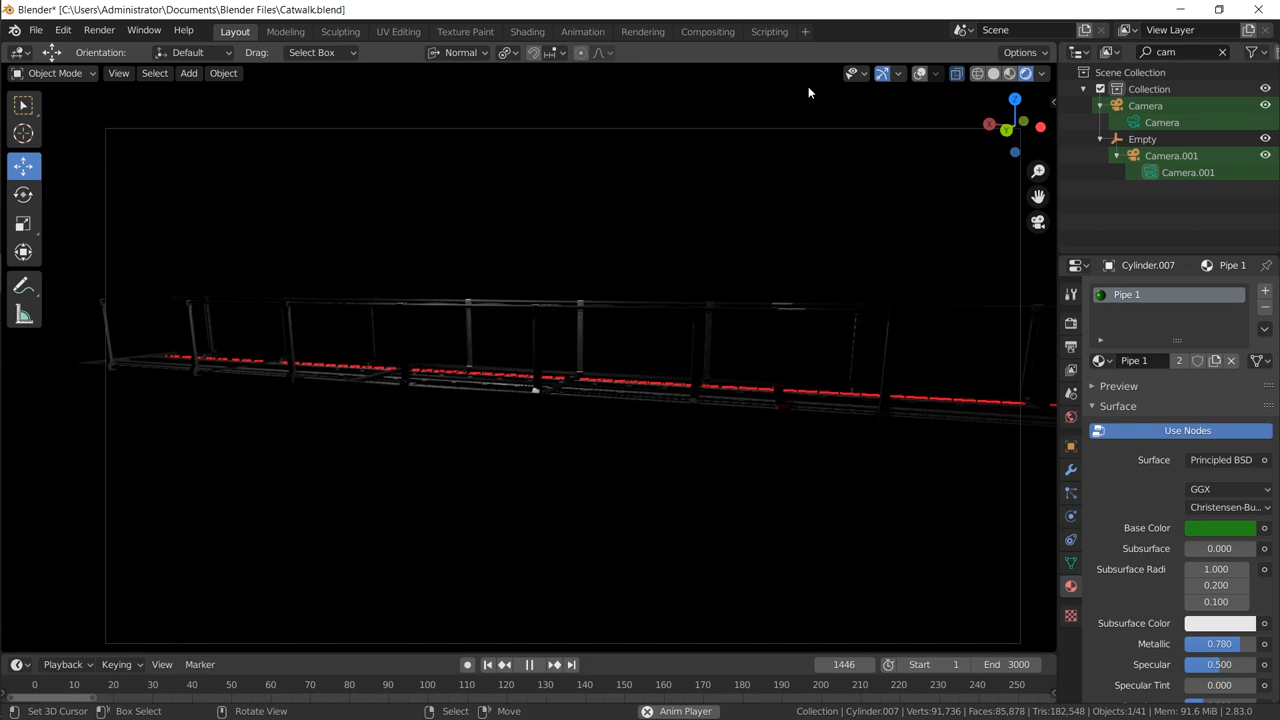 Blender* [C:\Users\Administrator\Documents\Blender Files\Catwalk.blend]
File Edit Render Window Help Layout Modeling Sculpting UV Editing Texture Paint Shading Animation Rendering Compositing Scripting + Scene View Layer
Orientation: Default Drag: Select Box Normal Options cam
Object Mode View Select Add Object
Scene Collection
Collection
Camera
Camera
Empty
Camera.001
Camera.001
Z
X
Y
Cylinder.007 Pipe 1
Pipe 1
Pipe 1 2
Preview
Surface
Use Nodes
Surface Principled BSD
GGX
Christensen-Bu...
Base Color
Subsurface 0.000
Subsurface Radi 1.000
0.200
0.100
Subsurface Color
Metallic 0.780
Specular 0.500
Specular Tint 0.000
Playback Keying View Marker 1446 Start 1 End 3000
0 10 20 30 40 50 60 70 80 90 100 110 120 130 140 150 160 170 180 190 200 210 220 230 240 250
Set 3D Cursor Box Select Rotate View Select Move Anim Player Collection | Cylinder.007 | Verts:91,736 | Faces:85,878 | Tris:182,548 | Objects:1/41 | Mem: 91.6 MiB | 2.83.0